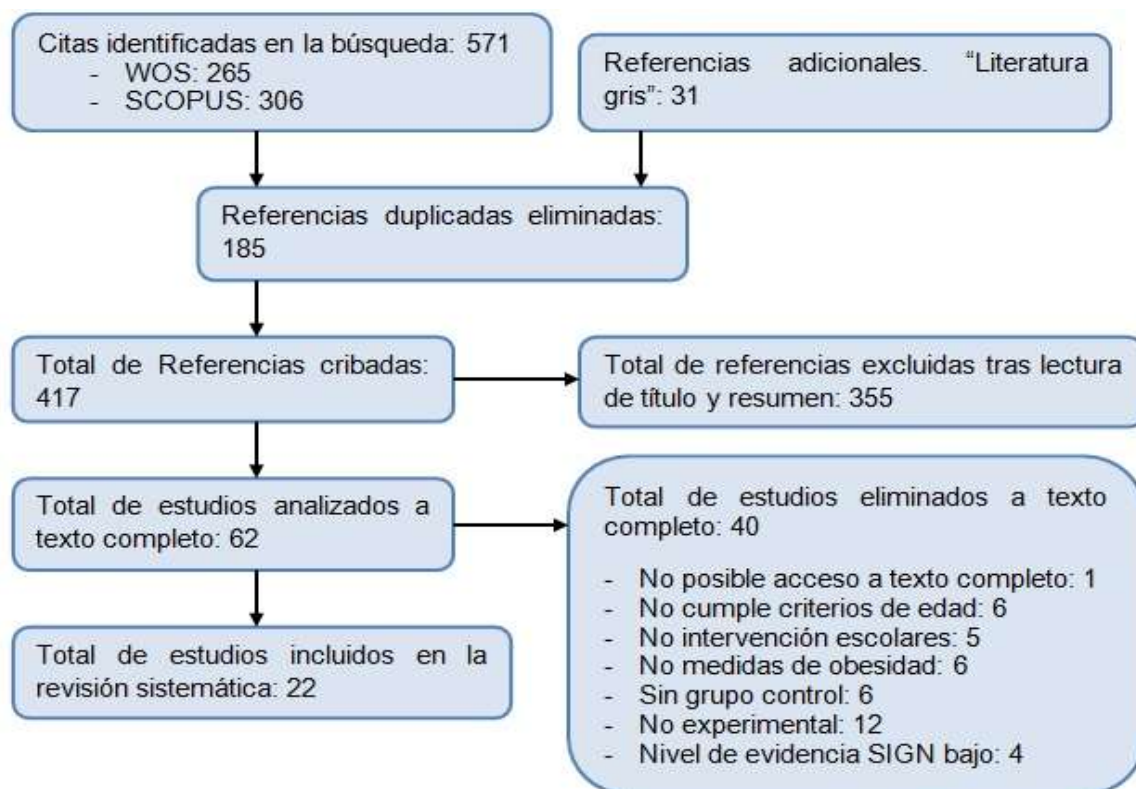 Citas identificadas en la búsqueda: 571
- WOS: 265
- SCOPUS: 306
Referencias adicionales. “Literatura
gris”: 31
Referencias duplicadas eliminadas:
185
Total de Referencias cribadas:
417
Total de referencias excluidas tras lectura
de título y resumen: 355
Total de estudios analizados a
texto completo: 62
Total de estudios eliminados a texto
completo: 40
- No posible acceso a texto completo: 1
- No cumple criterios de edad: 6
- No intervención escolares: 5
- No medidas de obesidad: 6
- Sin grupo control: 6
- No experimental: 12
- Nivel de evidencia SIGN bajo: 4
Total de estudios incluidos en la
revisión sistemática: 22